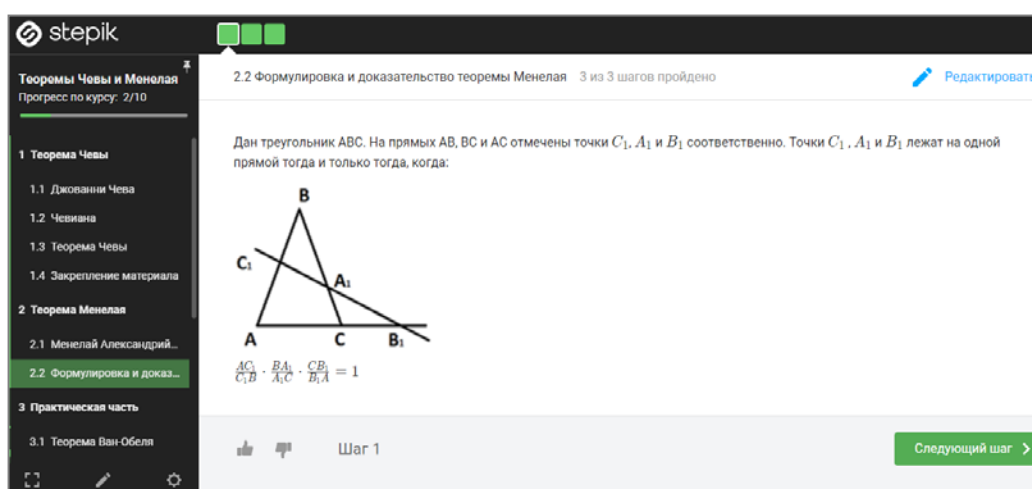 stepik
Теоремы Чевы и Менелая
Прогресс по курсу: 2/10
1 Теорема Чевы
1.1 Джованни Чева
1.2 Чевиана
1.3 Теорема Чевы
1.4 Закрепление материала
2 Теорема Менелая
2.1 Менелай Александрий...
2.2 Формулировка и доказ...
3 Практическая часть
3.1 Теорема Ван-Обеля
2.2 Формулировка и доказательство теоремы Менелая 3 из 3 шагов пройдено
Редактировать
Дан треугольник ABC. На прямых AB, BC и AC отмечены точки C₁, A₁ и B₁ соответственно. Точки C₁ , A₁ и B₁ лежат на одной
прямой тогда и только тогда, когда:
B
C₁
A₁
A C B₁
AC₁/C₁B · BA₁/A₁C · CB₁/B₁A = 1
Шаг 1
Следующий шаг